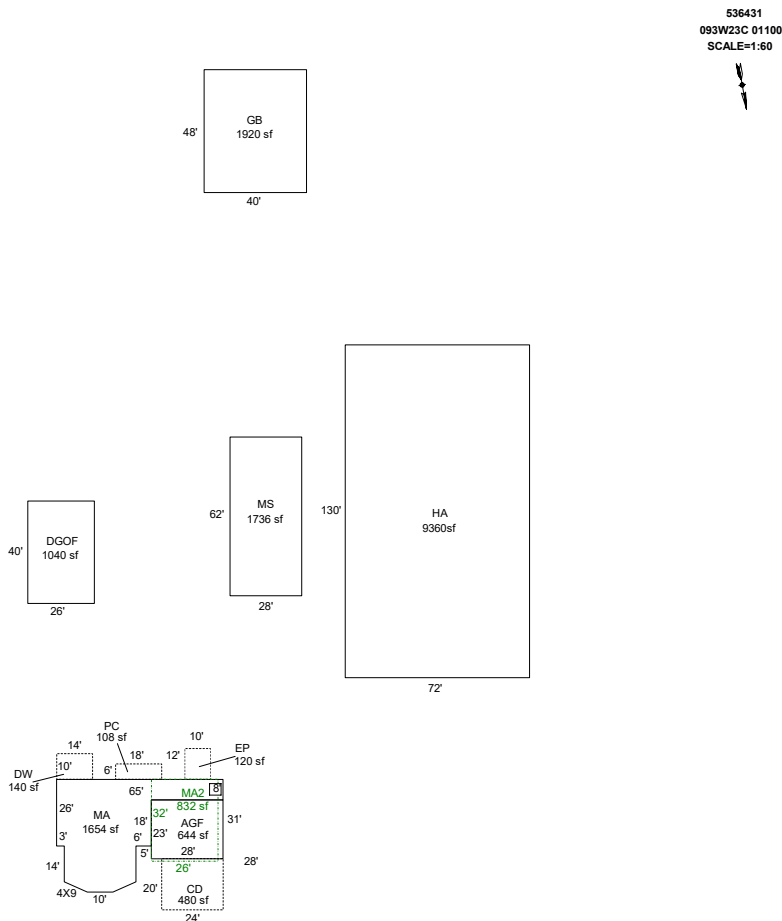 536431
093W23C 01100
SCALE=1:60
GB
48' 1920 sf
40'
HA
130' 9360sf
72'
MS
62' 1736 sf
28'
DGOF
40' 1040 sf
26'
PC
108 sf
10'
14' 18' 12' EP
DW 10' 6' 120 sf
140 sf
65' MA2 8'
832 sf
26' MA 32' AGF 31'
1654 sf 18' 644 sf
3' 6' 23'
5' 28' 28'
14' 26'
4X9 10' 20' CD
480 sf
24'